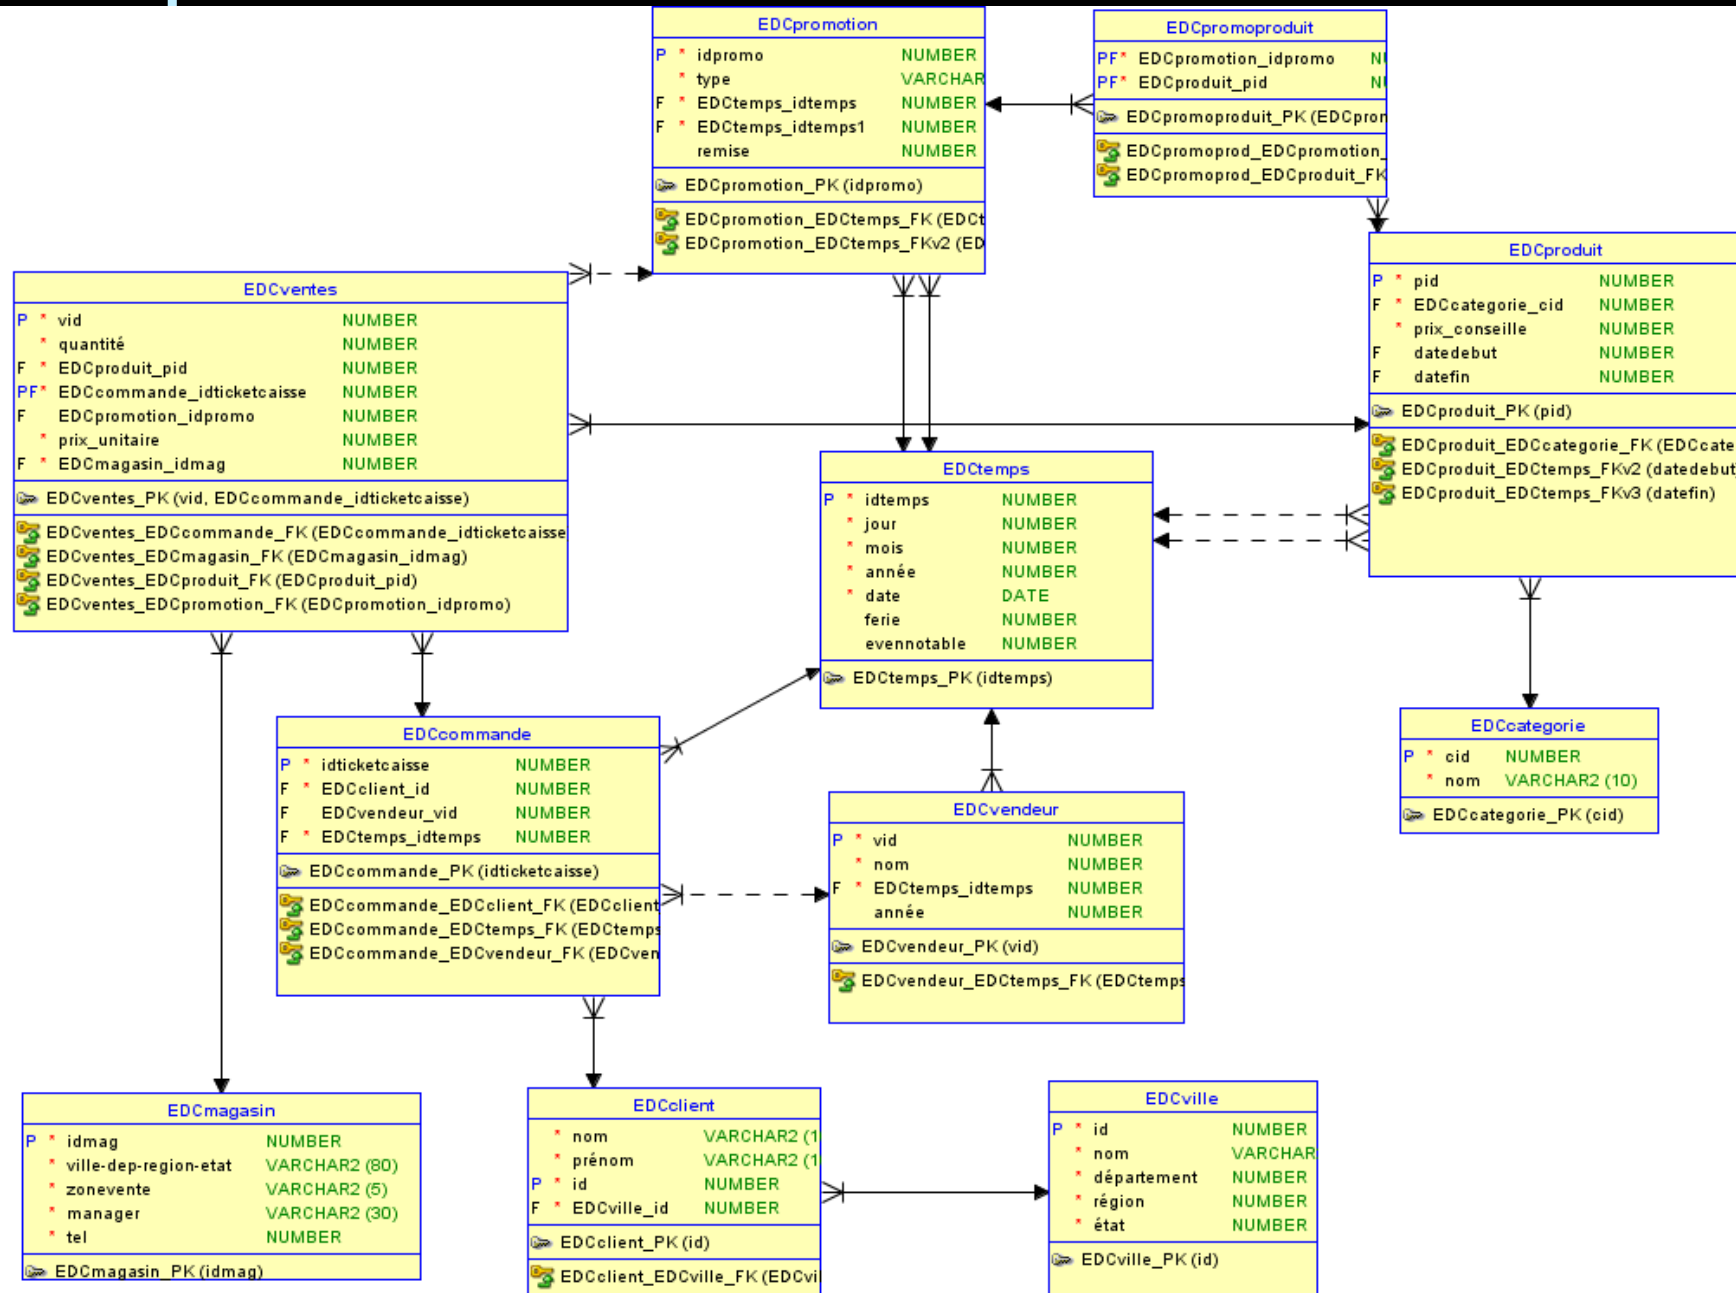 EDCpromotion
P * idpromo NUMBER
* type VARCHAR
F * EDCtemps_idtemps NUMBER
F * EDCtemps_idtemps1 NUMBER
remise NUMBER
EDCpromotion_PK (idpromo)
EDCpromotion_EDCtemps_FK (EDCt
EDCpromotion_EDCtemps_FKv2 (ED
EDCpromoproduit
PF* EDCpromotion_idpromo NU
PF* EDCproduit_pid NU
EDCpromoproduit_PK (EDCpron
EDCpromoprod_EDCpromotion_
EDCpromoprod_EDCproduit_FK
EDCproduit
P * pid NUMBER
F * EDCcategorie_cid NUMBER
* prix_conseille NUMBER
F datedebut NUMBER
F datefin NUMBER
EDCproduit_PK (pid)
EDCproduit_EDCcategorie_FK (EDCcate
EDCproduit_EDCtemps_FKv2 (datedebut
EDCproduit_EDCtemps_FKv3 (datefin)
EDCventes
P * vid NUMBER
* quantité NUMBER
F * EDCproduit_pid NUMBER
PF* EDCcommande_idticketcaisse NUMBER
F EDCpromotion_idpromo NUMBER
* prix_unitaire NUMBER
F * EDCmagasin_idmag NUMBER
EDCventes_PK (vid, EDCcommande_idticketcaisse)
EDCventes_EDCcommande_FK (EDCcommande_idticketcaisse
EDCventes_EDCmagasin_FK (EDCmagasin_idmag)
EDCventes_EDCproduit_FK (EDCproduit_pid)
EDCventes_EDCpromotion_FK (EDCpromotion_idpromo)
EDCtemps
P * idtemps NUMBER
* jour NUMBER
* mois NUMBER
* année NUMBER
* date DATE
ferie NUMBER
evennotable NUMBER
EDCtemps_PK (idtemps)
EDCcommande
P * idticketcaisse NUMBER
F * EDCclient_id NUMBER
F EDCvendeur_vid NUMBER
F * EDCtemps_idtemps NUMBER
EDCcommande_PK (idticketcaisse)
EDCcommande_EDCclient_FK (EDCclient
EDCcommande_EDCtemps_FK (EDCtemps
EDCcommande_EDCvendeur_FK (EDCven
EDCvendeur
P * vid NUMBER
* nom NUMBER
F * EDCtemps_idtemps NUMBER
année NUMBER
EDCvendeur_PK (vid)
EDCvendeur_EDCtemps_FK (EDCtemps
EDCcategorie
P * cid NUMBER
* nom VARCHAR2 (10)
EDCcategorie_PK (cid)
EDCmagasin
P * idmag NUMBER
* ville-dep-region-etat VARCHAR2 (80)
* zonevente VARCHAR2 (5)
* manager VARCHAR2 (30)
* tel NUMBER
EDCmagasin_PK (idmag)
EDCclient
* nom VARCHAR2 (1
* prénom VARCHAR2 (1
P * id NUMBER
F * EDCville_id NUMBER
EDCclient_PK (id)
EDCclient_EDCville_FK (EDCvil
EDCville
P * id NUMBER
* nom VARCHAR
* département NUMBER
* région NUMBER
* état NUMBER
EDCville_PK (id)